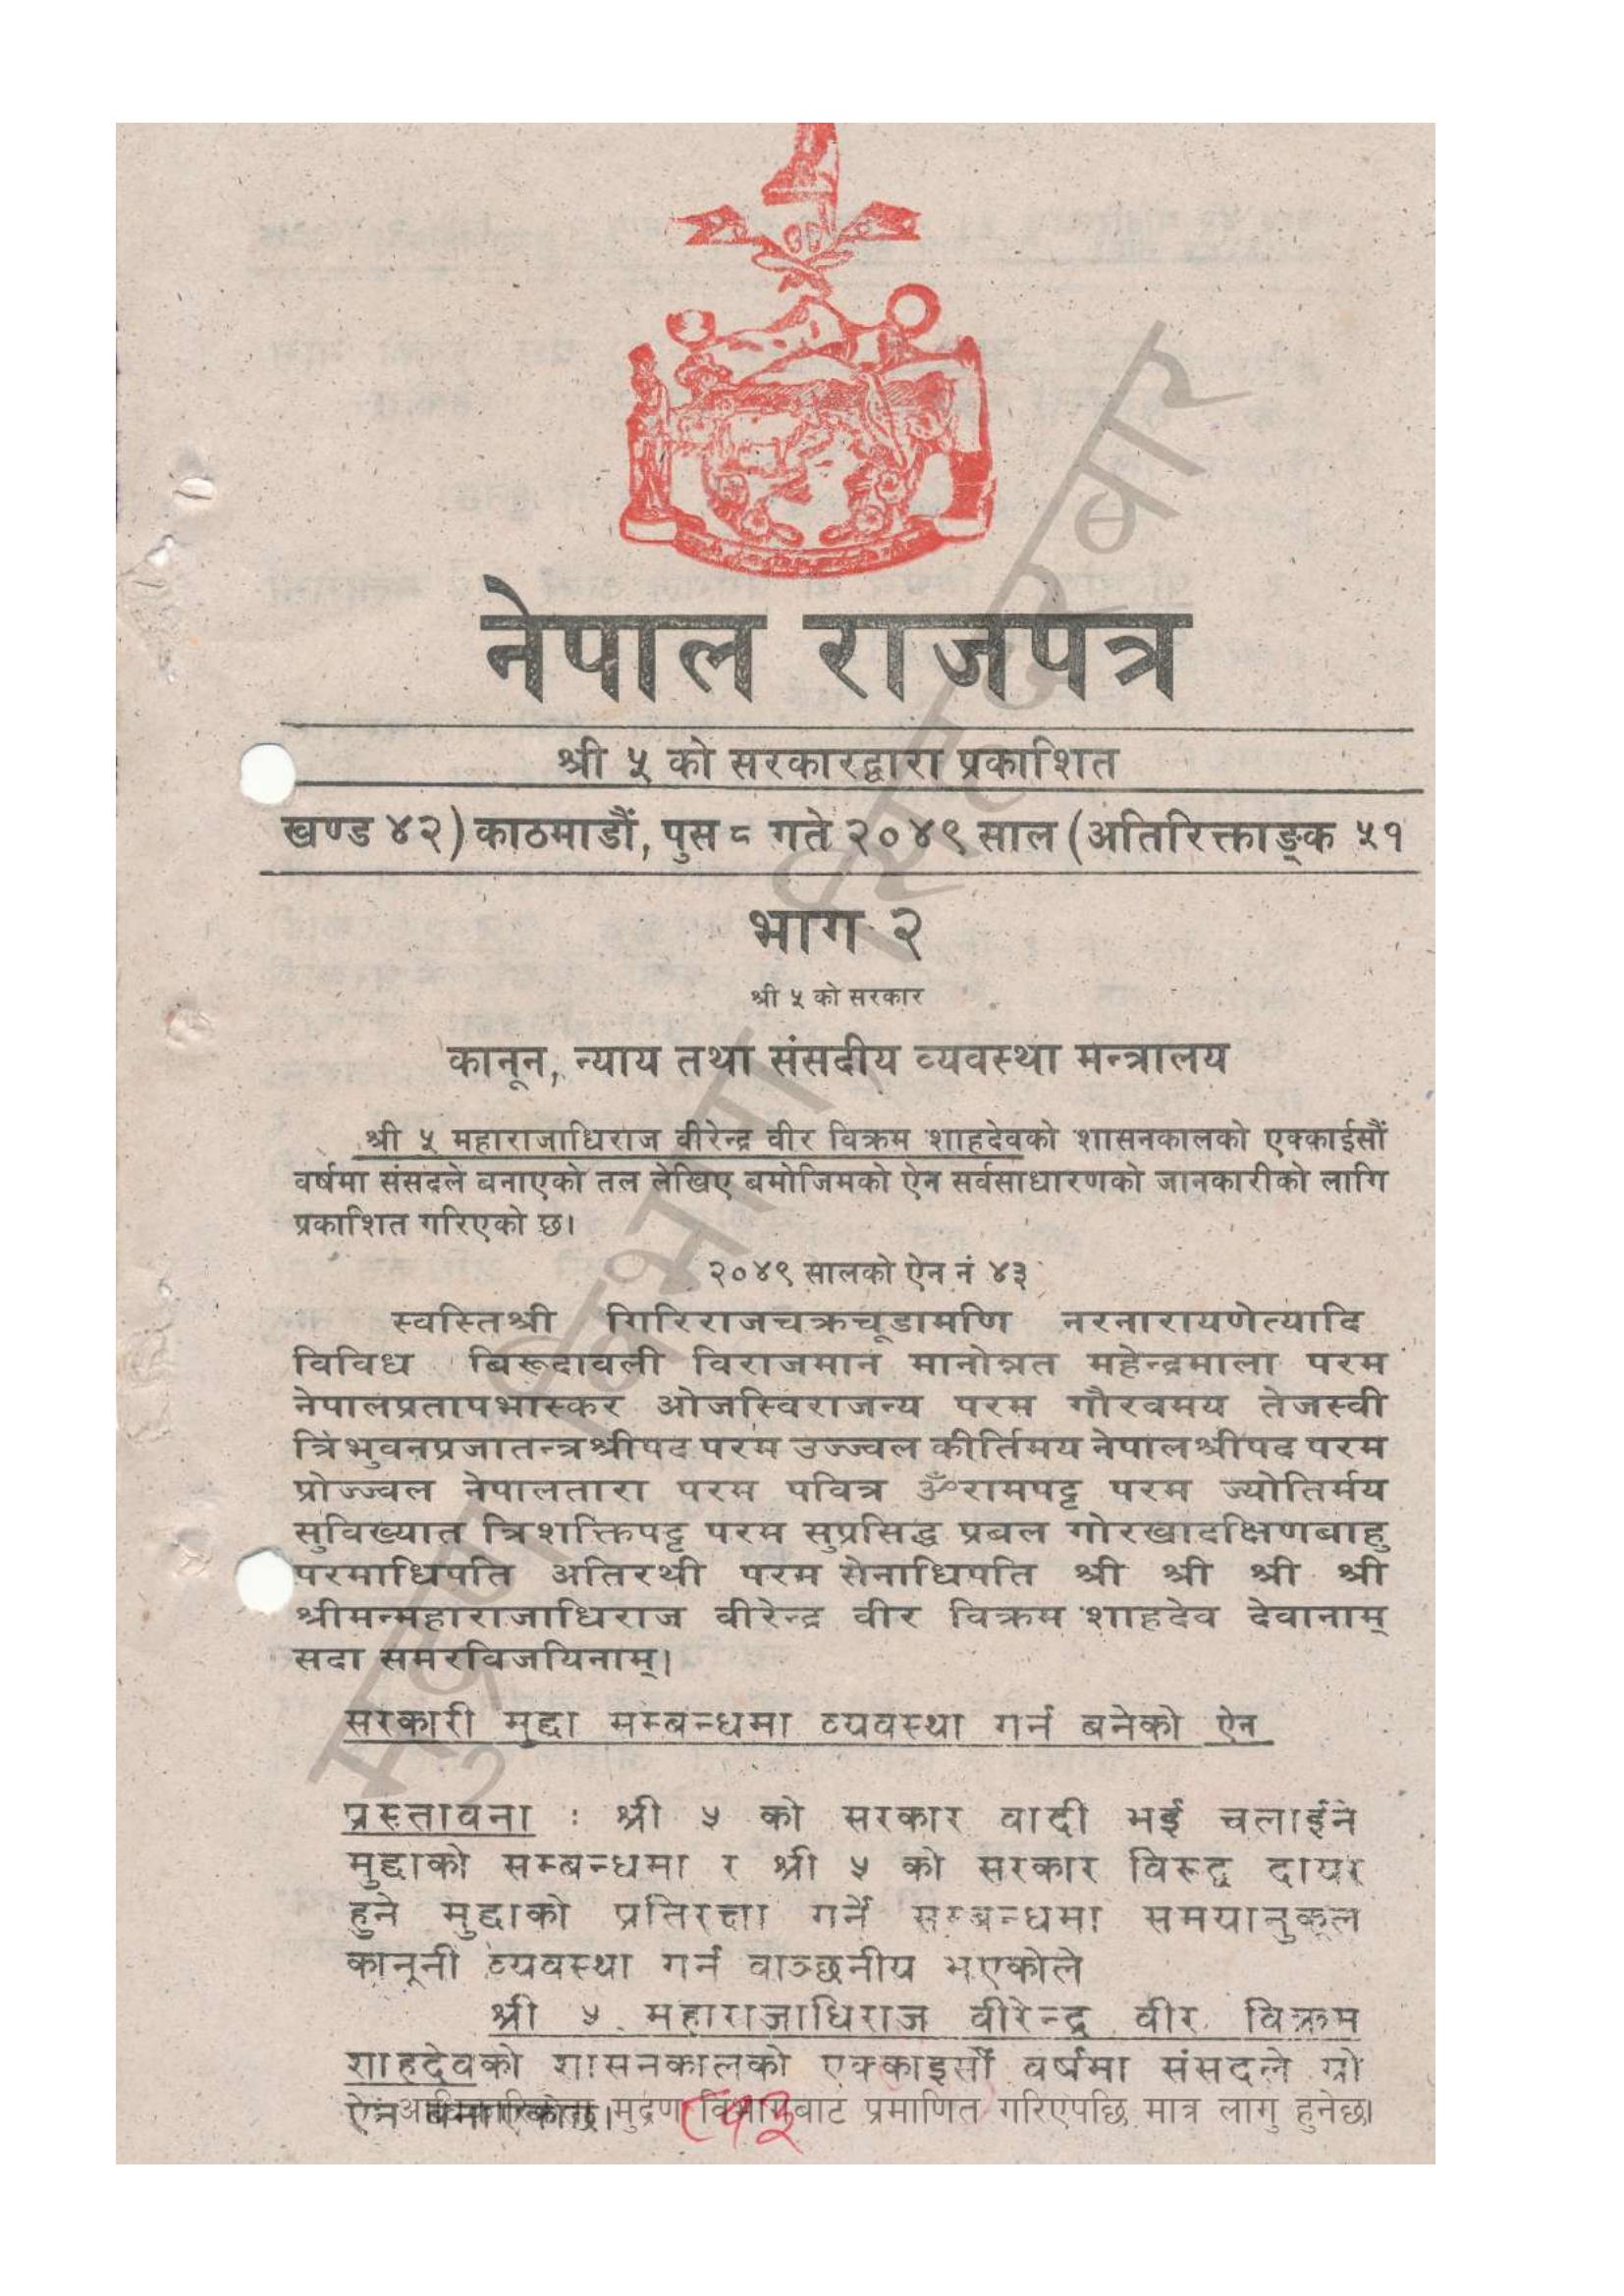 नेपाल राजपत्र
श्री ५ को सरकारद्वारा प्रकाशित
खण्ड ४२) काठमाडौं, पुस ८ गते २०४९ साल (अतिरिक्ताङ्क ५१
भाग २
श्री ५ को सरकार
कानून, न्याय तथा संसदीय व्यवस्था मन्त्रालय
श्री ५ महाराजाधिराज वीरेन्द्र वीर विक्रम शाहदेवको शासनकालको एक्काईसौं
वर्षमा संसदले बनाएको तल लेखिए बमोजिमको ऐन सर्वसाधारणको जानकारीको लागि
प्रकाशित गरिएको छ।
२०४९ सालको ऐन नं ४३
स्वस्तिश्री गिरिराजचक्रचूडामणि नरनारायणेत्यादि
विविध बिरूदावली विराजमान मानोन्नत महेन्द्रमाला परम
नेपालप्रतापभास्कर ओजस्विराजन्य परम गौरवमय तेजस्वी
त्रिभुवनप्रजातन्त्रश्रीपद परम उज्ज्वल कीर्तिमय नेपालश्रीपद परम
प्रोज्ज्वल नेपालतारा परम पवित्र ॐरामपट्ट परम ज्योतिर्मय
सुविख्यात त्रिशक्तिपट्ट परम सुप्रसिद्ध प्रबल गोरखादक्षिणबाहु
परमाधिपति अतिरथी परम सेनाधिपति श्री श्री श्री श्री
श्रीमन्महाराजाधिराज वीरेन्द्र वीर विक्रम शाहदेव देवानाम्
सदा समरविजयिनाम्।
सरकारी मुद्दा सम्बन्धमा व्यवस्था गर्न बनेको ऐन
प्रस्तावना : श्री ५ को सरकार वादी भई चलाईने
मुद्दाको सम्बन्धमा र श्री ५ को सरकार विरूद्ध दायर
हुने मुद्दाको प्रतिरक्षा गर्ने सम्बन्धमा समयानुकूल
कानूनी व्यवस्था गर्न वाञ्छनीय भएकोले
श्री ५ महाराजाधिराज वीरेन्द्र वीर विक्रम
शाहदेवको शासनकालको एक्काइसौं वर्षमा संसदले यो
ऐन बनाएकोछ।
मुद्रण विभागबाट प्रमाणित गरिएपछि मात्र लागु हुनेछ।
मुद्रण विभाग, सिंहदरबार